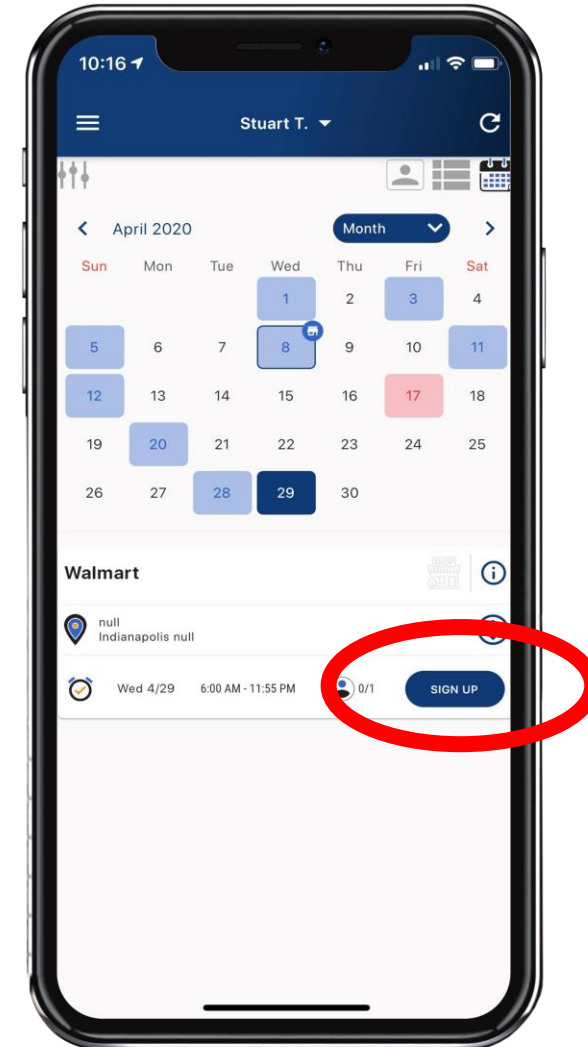 10:16
Stuart T.
April 2020 Month
Sun Mon Tue Wed Thu Fri Sat
1 2 3 4
5 6 7 8 9 10 11
12 13 14 15 16 17 18
19 20 21 22 23 24 25
26 27 28 29 30
Walmart
null
Indianapolis null
Wed 4/29 6:00 AM - 11:55 PM 0/1 SIGN UP